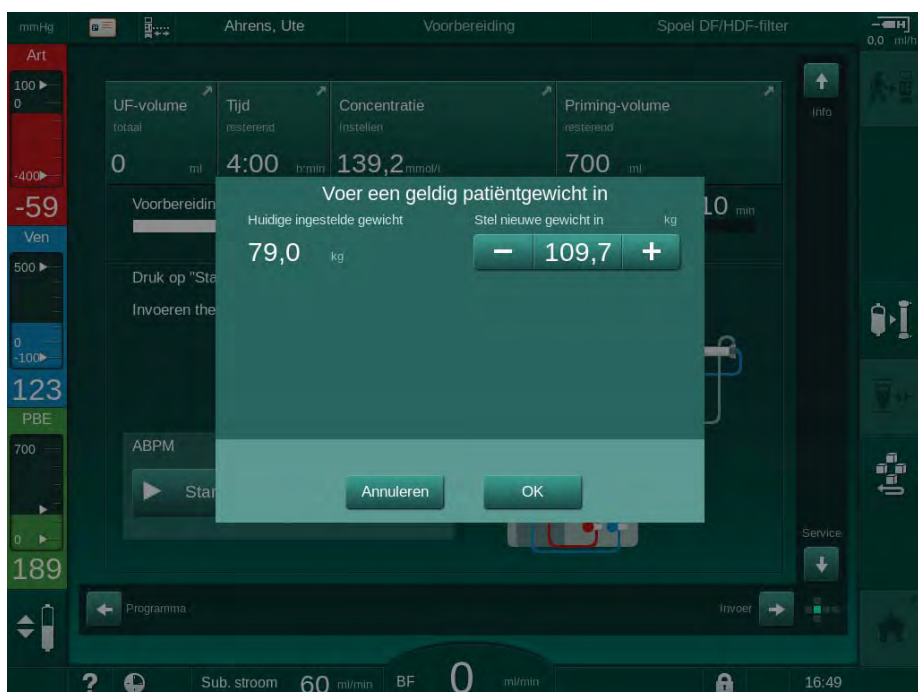 mmHg Ahrens, Ute Voorbereiding Spoel DF/HDF-filter H
0,0 ml/h
Art
100
0
-400
-59
Ven
500
0
-100
123
PBE
700
0
189
UF-volume Tijd Concentratie Priming-volume
totaal resterend Instellen resterend
0 ml 4:00 h:min 139,2 mmol/l 700 ml
Info
Voorbereidin 10 min
Voer een geldig patiëntgewicht in
Huidige ingestelde gewicht Stel nieuwe gewicht in kg
79,0 kg − 109,7 +
Druk op "Sta
Invoeren the
ABPM
Star
Annuleren OK
Service
Programma Invoer
? Sub. stroom 60 ml/min BF 0 ml/min 16:49